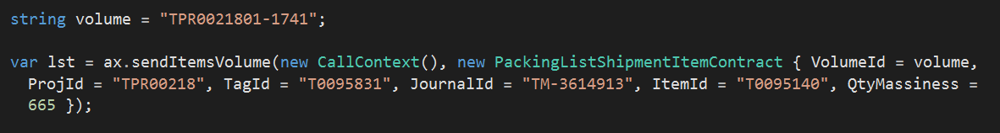 string volume = "TPR0021801-1741";
var lst = ax.sendItemsVolume(new CallContext(), new PackingListShipmentItemContract { VolumeId = volume,
ProjId = "TPR00218", TagId = "T0095831", JournalId = "TM-3614913", ItemId = "T0095140", QtyMassiness =
665 });